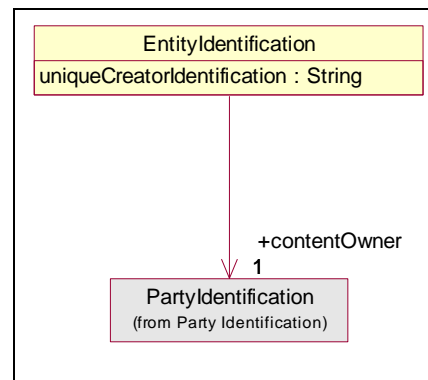 EntityIdentification
uniqueCreatorIdentification : String
+contentOwner
1
PartyIdentification
(from Party Identification)